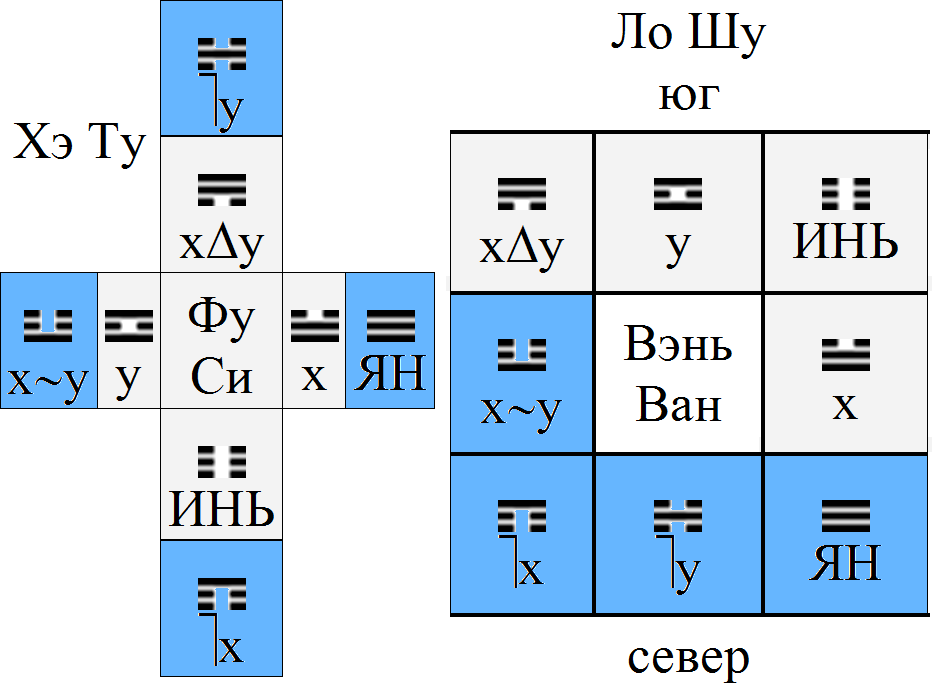 Хэ Ту
☵
⏋у
☴
хΔу
☳
х~у
☲
у
Фу
Си
☱
х
☰
ЯН
☷
ИНЬ
☶
⏋х
Ло Шу
юг
☴
хΔу
☲
у
☷
ИНЬ
☳
х~у
Вэнь
Ван
☱
х
☶
⏋х
☵
⏋у
☰
ЯН
север